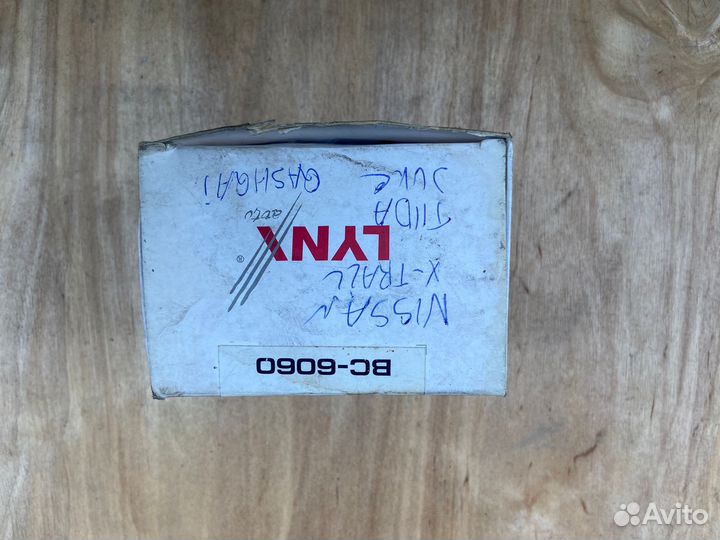 BC-6060
NISSAN
X-TRAIL
LYNX®
auto
TIIDA
JUKE QASHQAI
Avito